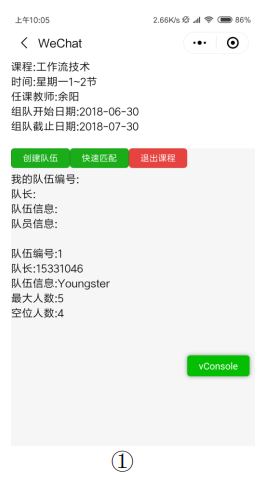 上午10:05 2.66K/s 86%
WeChat
课程:工作流技术
时间:星期一1~2节
任课教师:余阳
组队开始日期:2018-06-30
组队截止日期:2018-07-30
创建队伍 快速匹配 退出课程
我的队伍编号:
队长:
队伍信息:
队员信息:
队伍编号:1
队长:15331046
队伍信息:Youngster
最大人数:5
空位人数:4
vConsole
①